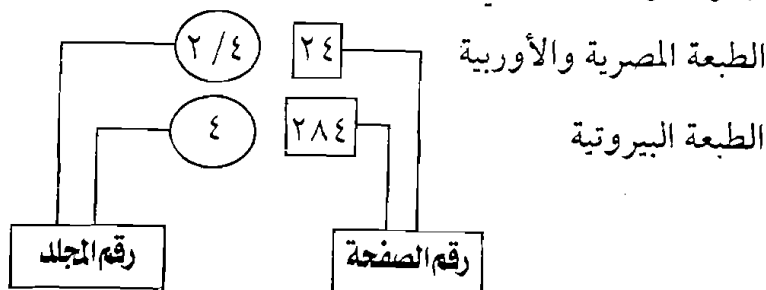 الطبعة المصرية والأوربية ٢٤ ٢/٤
الطبعة البيروتية ٢٨٤ ٤
رقم الصفحة رقم المجلد